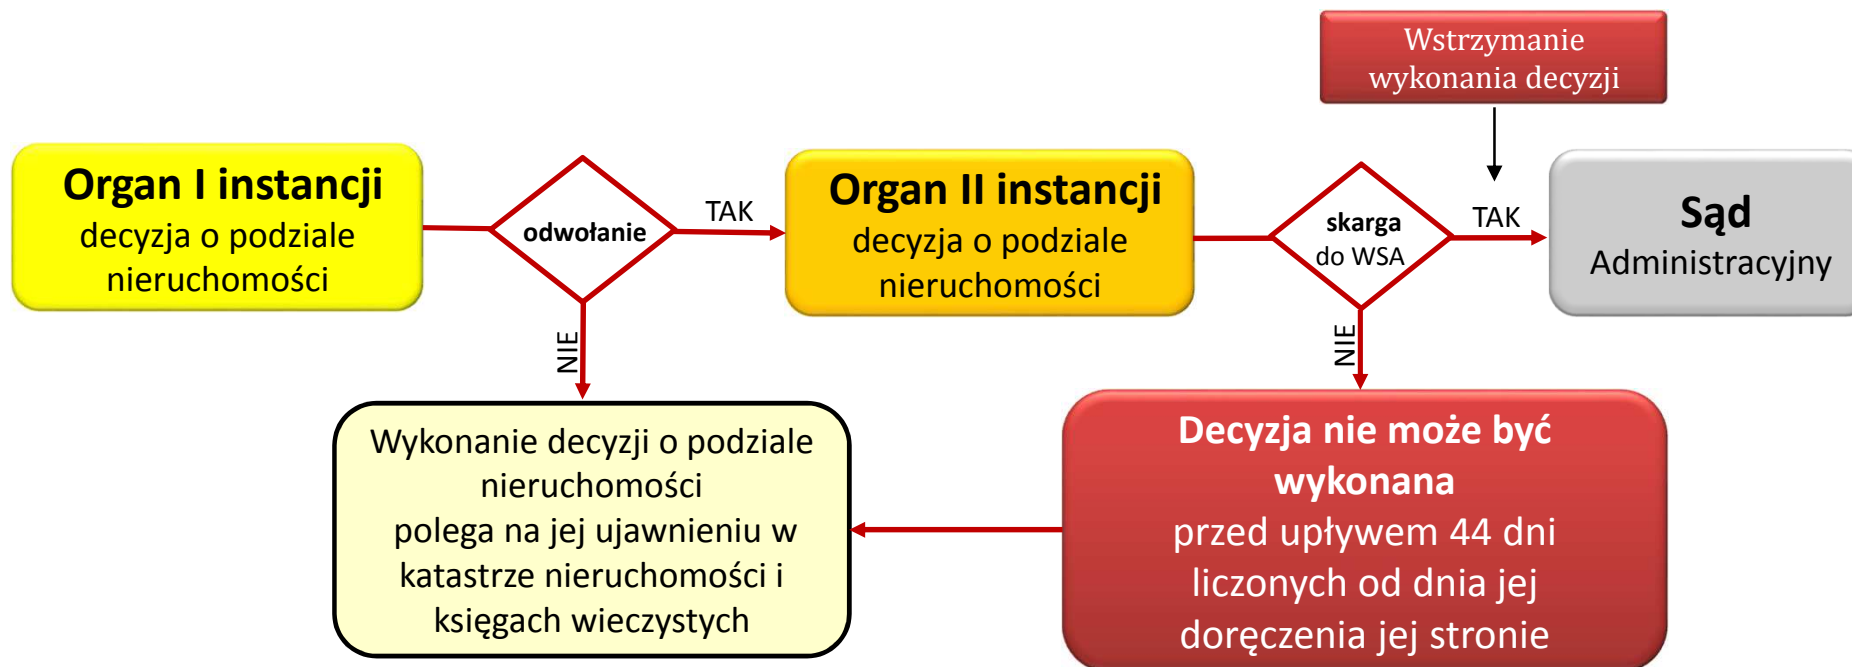 Wstrzymanie
wykonania decyzji
Organ I instancji
decyzja o podziale
nieruchomości
odwołanie
TAK
Organ II instancji
decyzja o podziale
nieruchomości
skarga
do WSA
TAK
Sąd
Administracyjny
NIE
NIE
Wykonanie decyzji o podziale
nieruchomości
polega na jej ujawnieniu w
katastrze nieruchomości i
księgach wieczystych
Decyzja nie może być
wykonana
przed upływem 44 dni
liczonych od dnia jej
doręczenia jej stronie